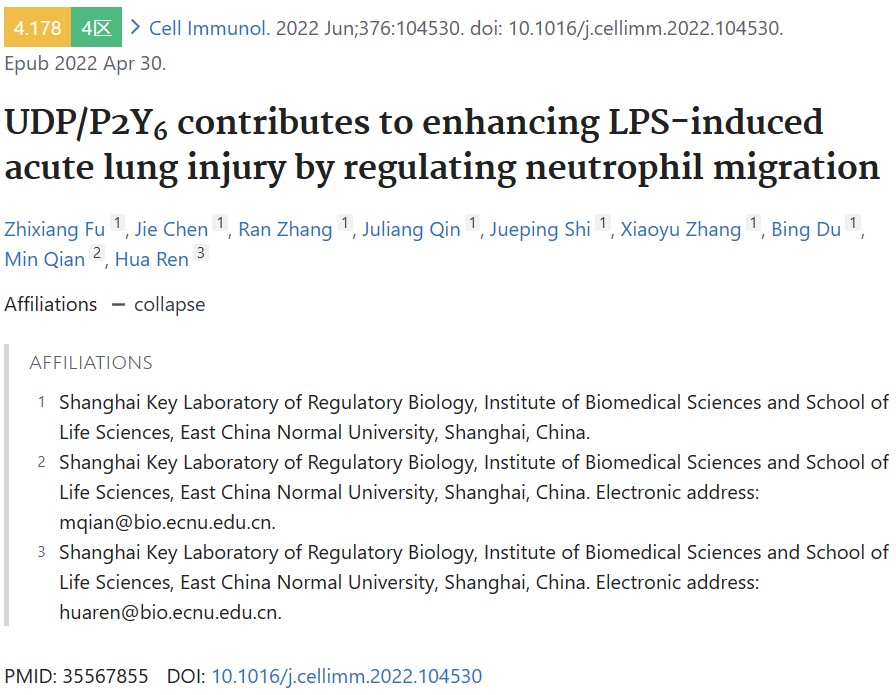 4.178 4区 > Cell Immunol. 2022 Jun;376:104530. doi: 10.1016/j.cellimm.2022.104530.
Epub 2022 Apr 30.
UDP/P2Y₆ contributes to enhancing LPS-induced
acute lung injury by regulating neutrophil migration
Zhixiang Fu 1, Jie Chen 1, Ran Zhang 1, Juliang Qin 1, Jueping Shi 1, Xiaoyu Zhang 1, Bing Du 1,
Min Qian 2, Hua Ren 3
Affiliations − collapse
AFFILIATIONS
1 Shanghai Key Laboratory of Regulatory Biology, Institute of Biomedical Sciences and School of
Life Sciences, East China Normal University, Shanghai, China.
2 Shanghai Key Laboratory of Regulatory Biology, Institute of Biomedical Sciences and School of
Life Sciences, East China Normal University, Shanghai, China. Electronic address:
mqian@bio.ecnu.edu.cn.
3 Shanghai Key Laboratory of Regulatory Biology, Institute of Biomedical Sciences and School of
Life Sciences, East China Normal University, Shanghai, China. Electronic address:
huaren@bio.ecnu.edu.cn.
PMID: 35567855 DOI: 10.1016/j.cellimm.2022.104530